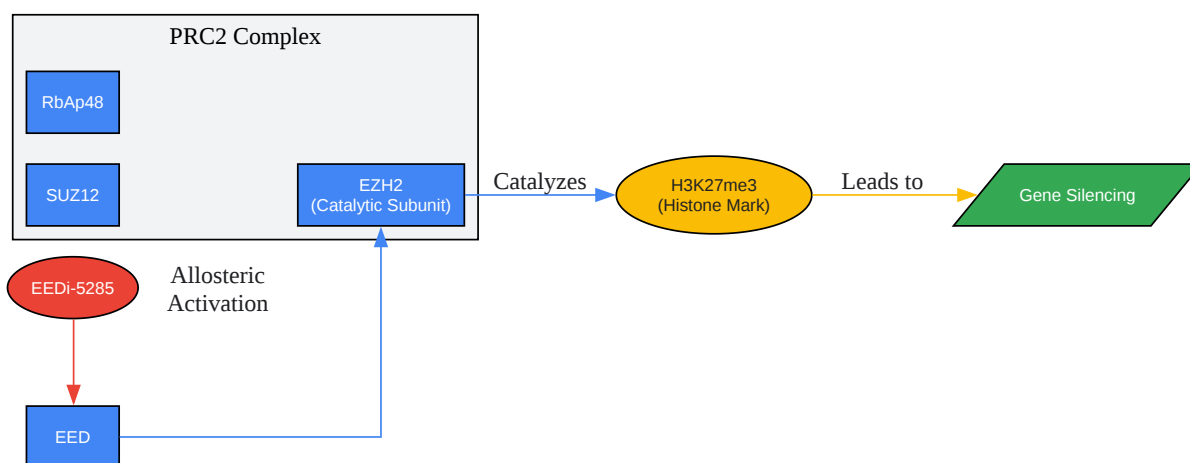 PRC2 Complex
RbAp48
SUZ12
EZH2
(Catalytic Subunit)
Catalyzes
H3K27me3
(Histone Mark)
Leads to
Gene Silencing
EEDi-5285
Allosteric
Activation
EED